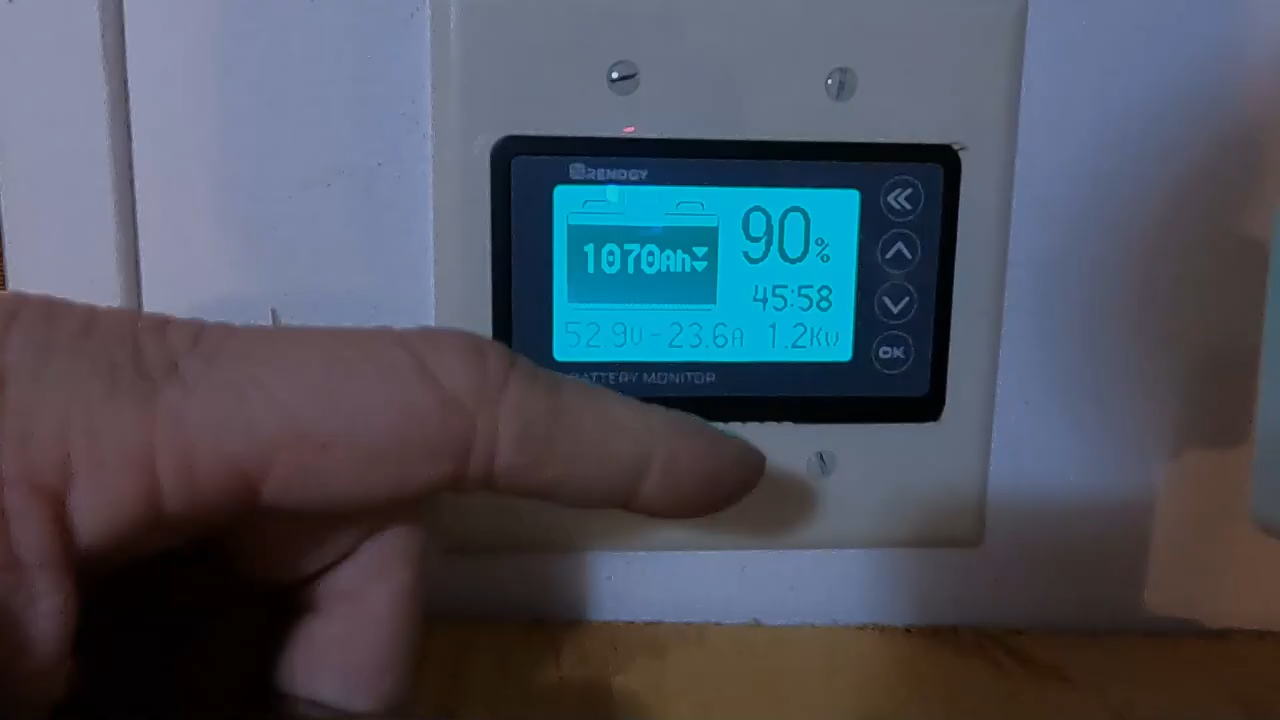 RENOGY
1070Ah
90%
45:58
52.9V -23.6A 1.2Kw
OK
BATTERY MONITOR